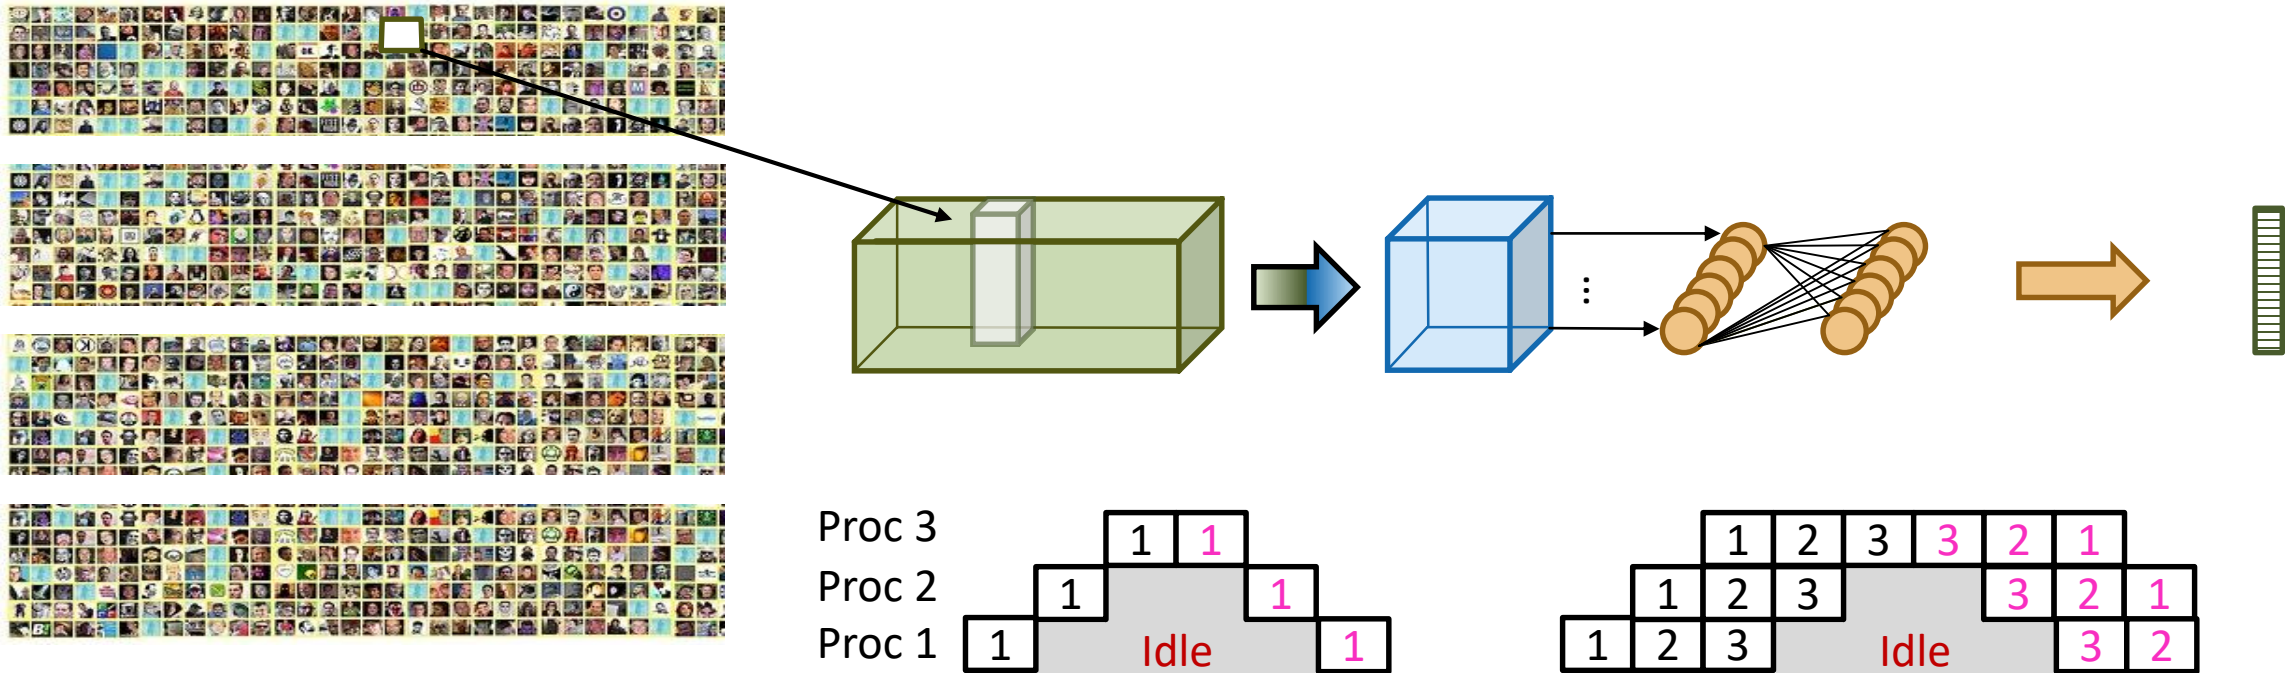 ⋮
Proc 3 1 1 1 2 3 3 2 1
Proc 2 1 1 1 2 3 3 2 1
Proc 1 1 Idle 1 1 2 3 Idle 3 2